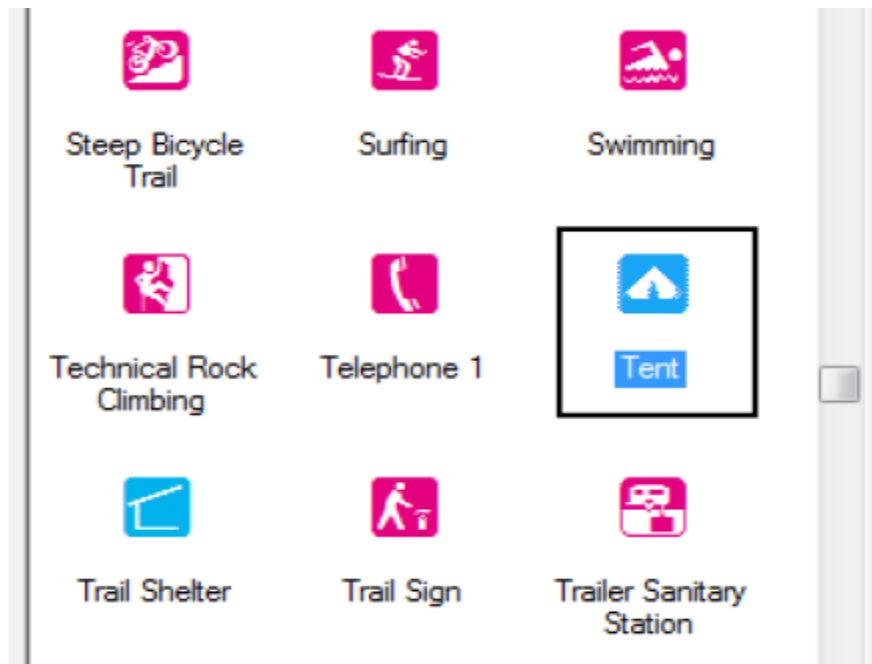 Steep Bicycle
Trail
Surfing
Swimming
Technical Rock
Climbing
Telephone 1
Tent
Trail Shelter
Trail Sign
Trailer Sanitary
Station